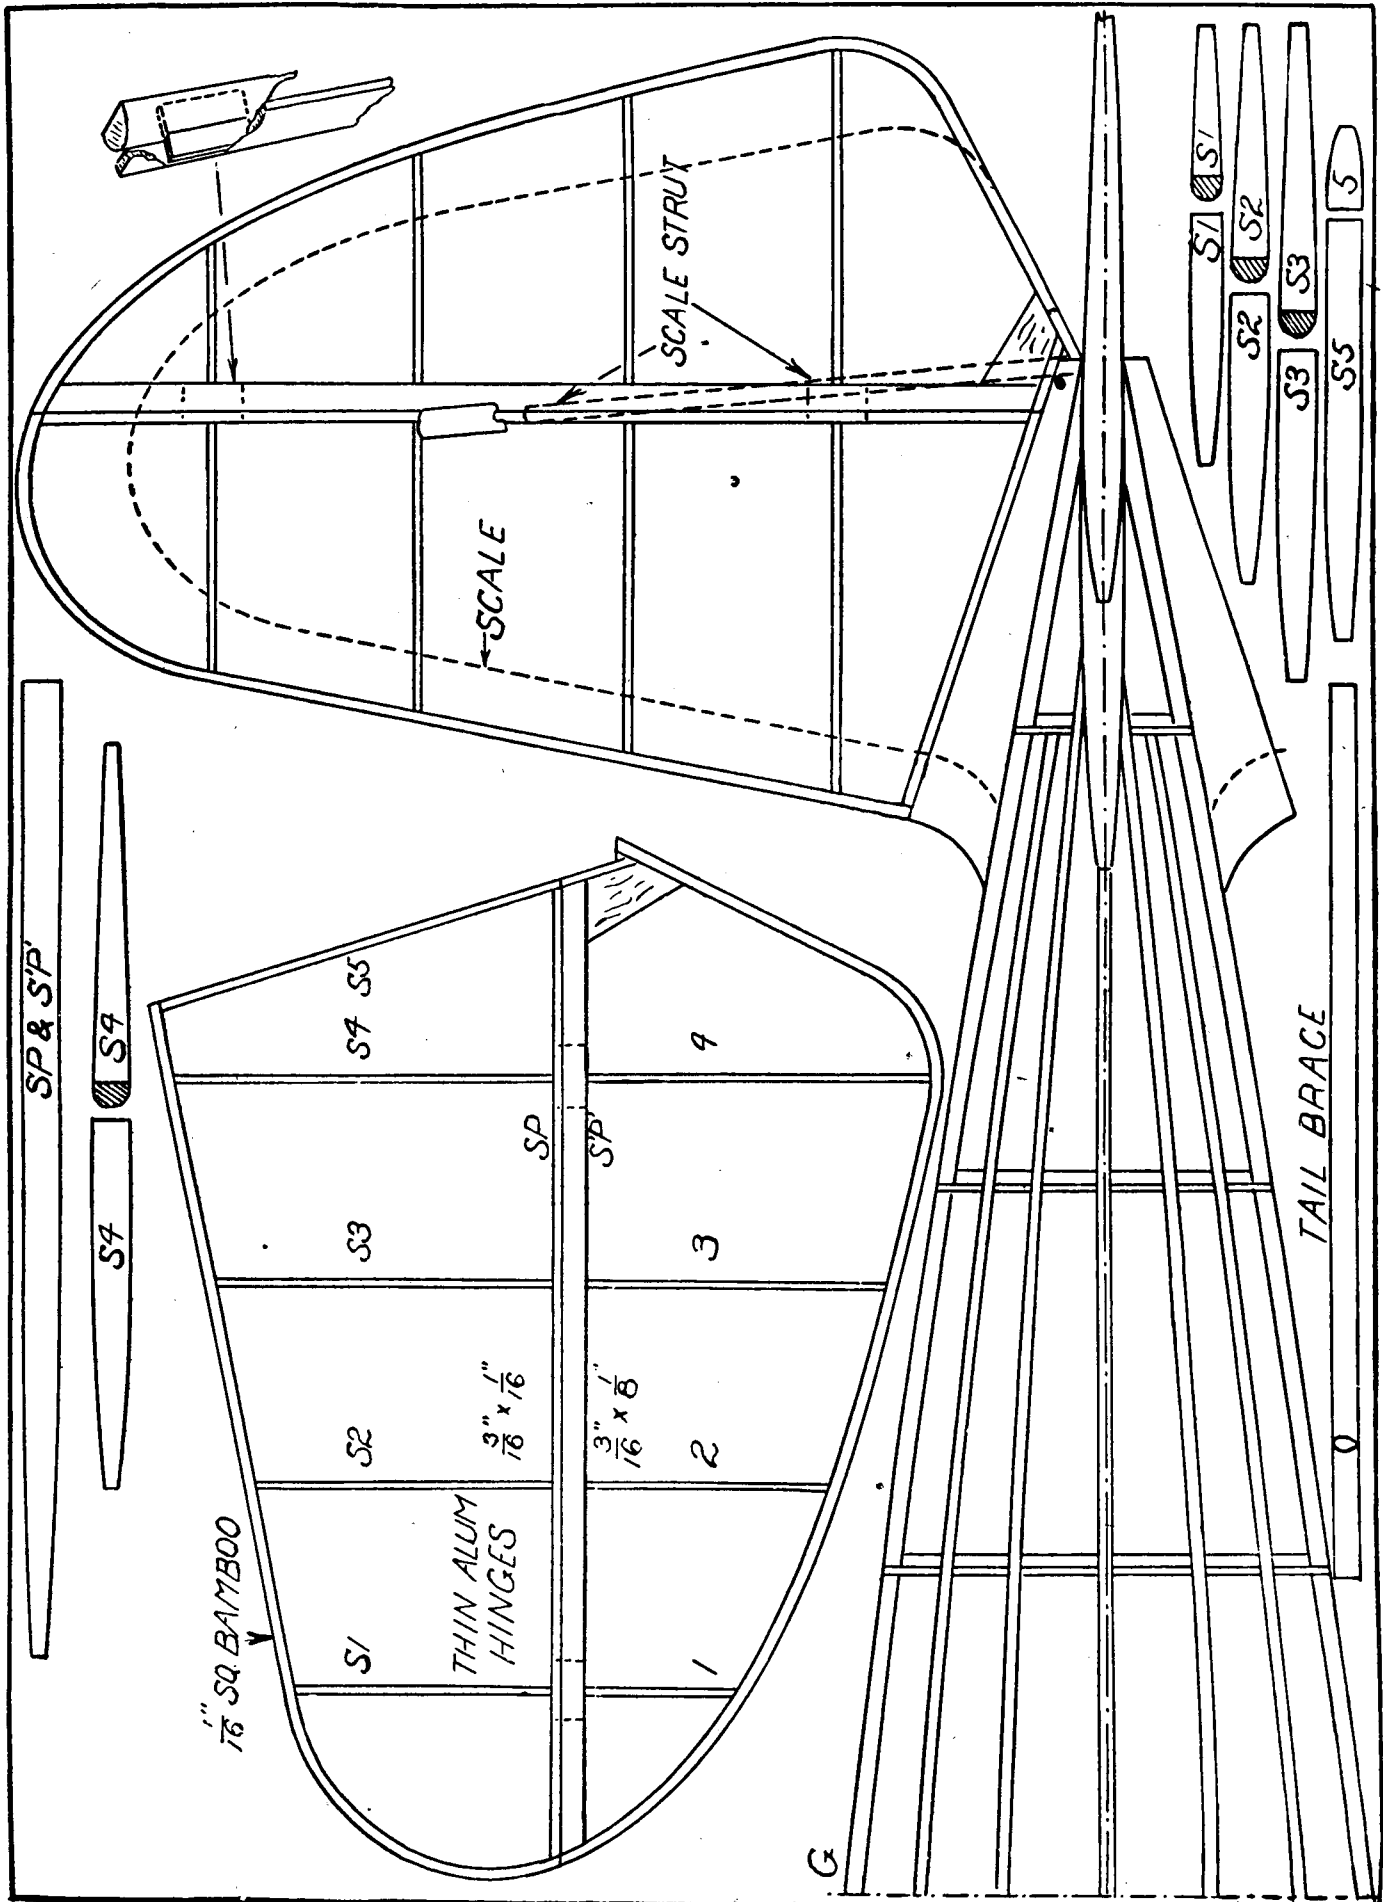 SP & S'P'
S4
S4
1/16" SQ. BAMBOO
S1
S2
S3
S4 S5
THIN ALUM
HINGES
3/16" x 1/16"
3/16" x 1/8"
SP
S'P'
1
2
3
4
SCALE
SCALE STRUT
G
TAIL BRACE
S1
S1
S2
S2
S3
S3
S5
5